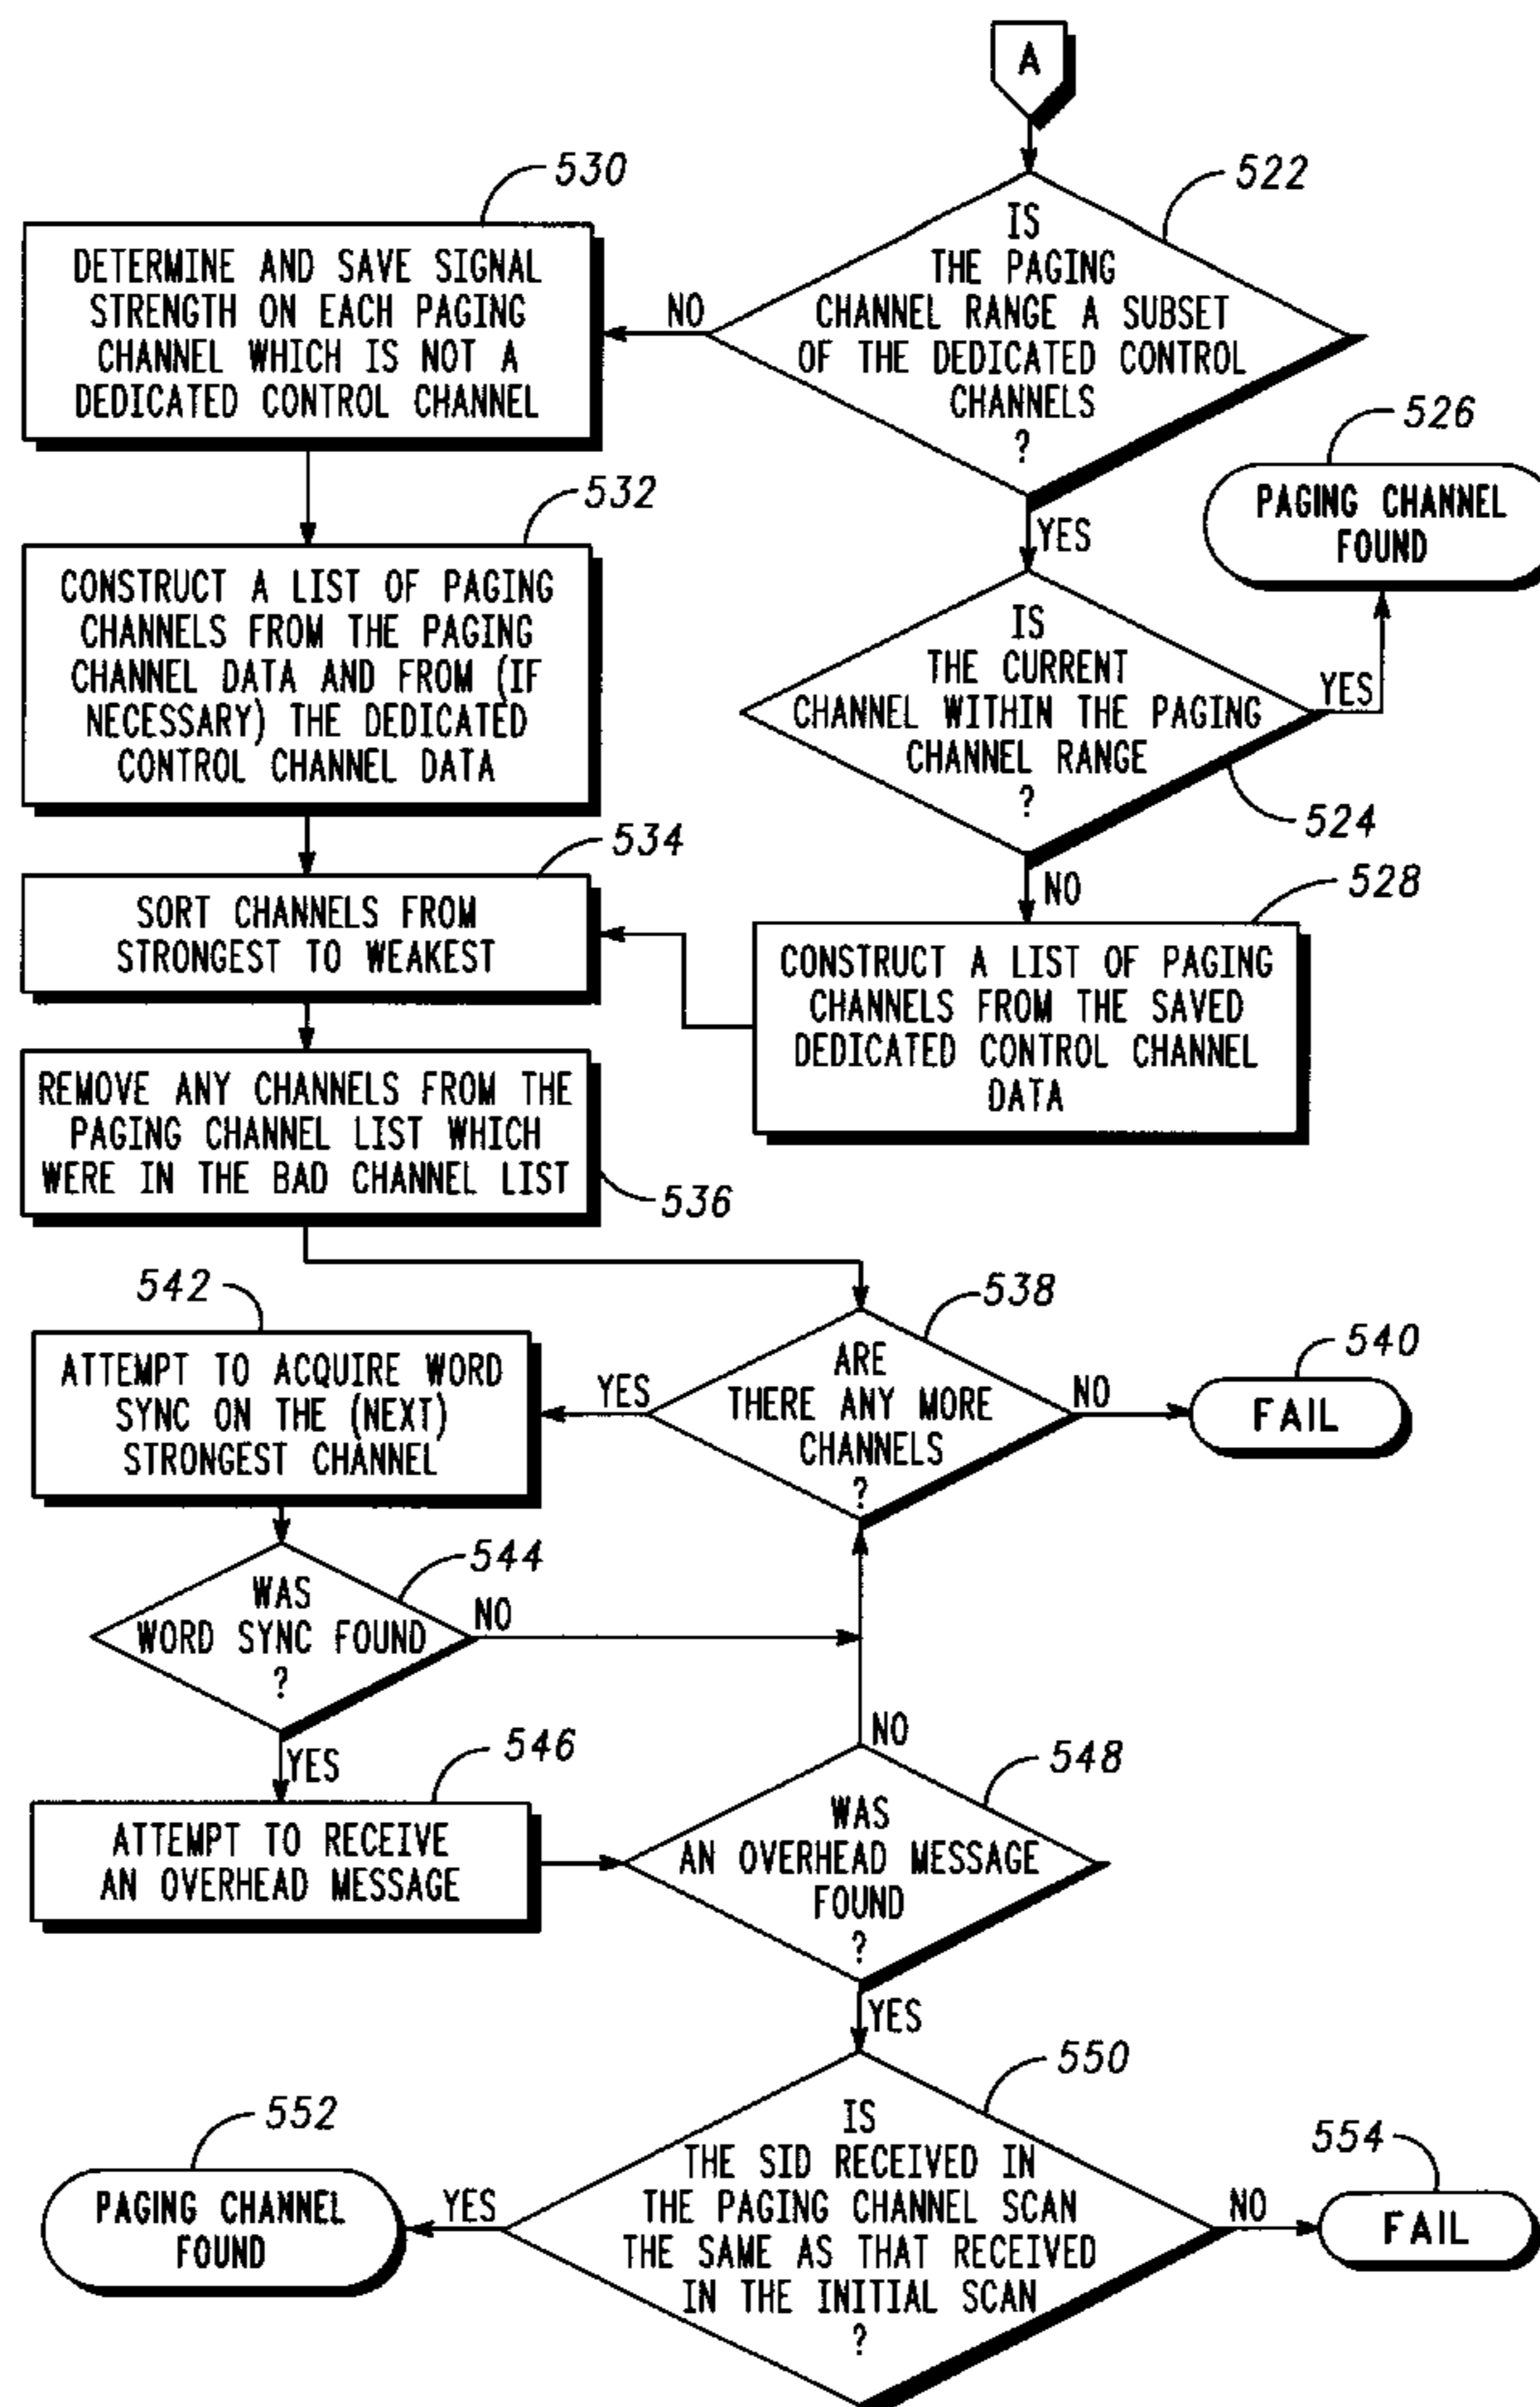 A
522
IS
THE PAGING
CHANNEL RANGE A SUBSET
OF THE DEDICATED CONTROL
CHANNELS
?
NO
YES
530
DETERMINE AND SAVE SIGNAL
STRENGTH ON EACH PAGING
CHANNEL WHICH IS NOT A
DEDICATED CONTROL CHANNEL
526
PAGING CHANNEL
FOUND
532
CONSTRUCT A LIST OF PAGING
CHANNELS FROM THE PAGING
CHANNEL DATA AND FROM (IF
NECESSARY) THE DEDICATED
CONTROL CHANNEL DATA
IS
THE CURRENT
CHANNEL WITHIN THE PAGING
CHANNEL RANGE
?
YES
524
NO
534
SORT CHANNELS FROM
STRONGEST TO WEAKEST
528
CONSTRUCT A LIST OF PAGING
CHANNELS FROM THE SAVED
DEDICATED CONTROL CHANNEL
DATA
REMOVE ANY CHANNELS FROM THE
PAGING CHANNEL LIST WHICH
WERE IN THE BAD CHANNEL LIST
536
538
ARE
THERE ANY MORE
CHANNELS
?
YES
NO
540
FAIL
542
ATTEMPT TO ACQUIRE WORD
SYNC ON THE (NEXT)
STRONGEST CHANNEL
544
WAS
WORD SYNC FOUND
?
NO
YES
546
ATTEMPT TO RECEIVE
AN OVERHEAD MESSAGE
NO
548
WAS
AN OVERHEAD MESSAGE
FOUND
?
YES
550
IS
THE SID RECEIVED IN
THE PAGING CHANNEL SCAN
THE SAME AS THAT RECEIVED
IN THE INITIAL SCAN
?
YES
552
PAGING CHANNEL
FOUND
NO
554
FAIL